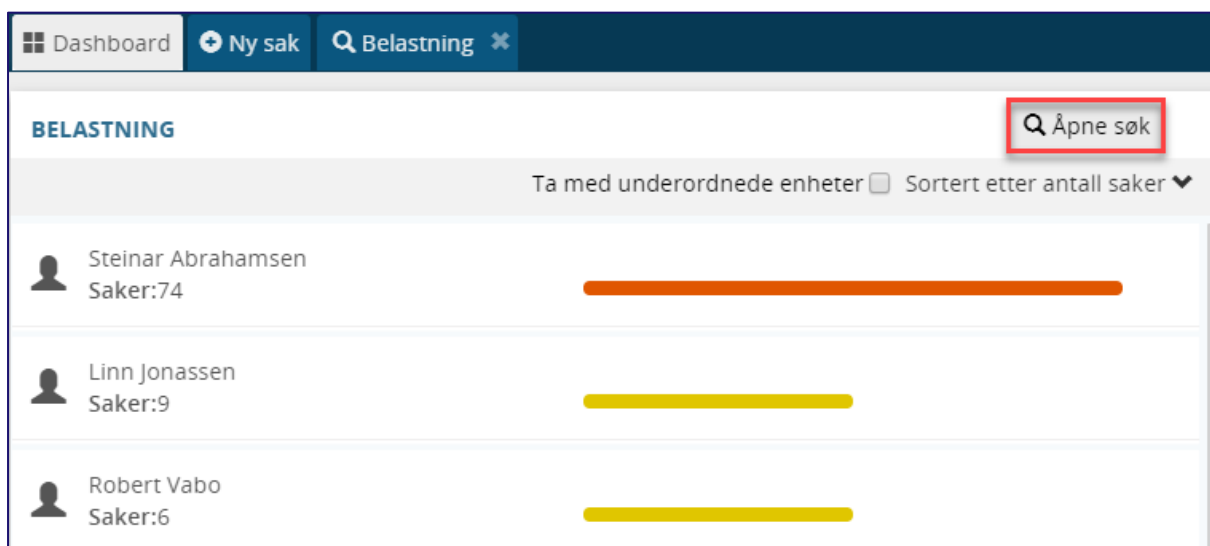 Dashboard Ny sak Belastning
BELASTNING Åpne søk
Ta med underordnede enheter Sortert etter antall saker
Steinar Abrahamsen
Saker:74
Linn Jonassen
Saker:9
Robert Vabo
Saker:6